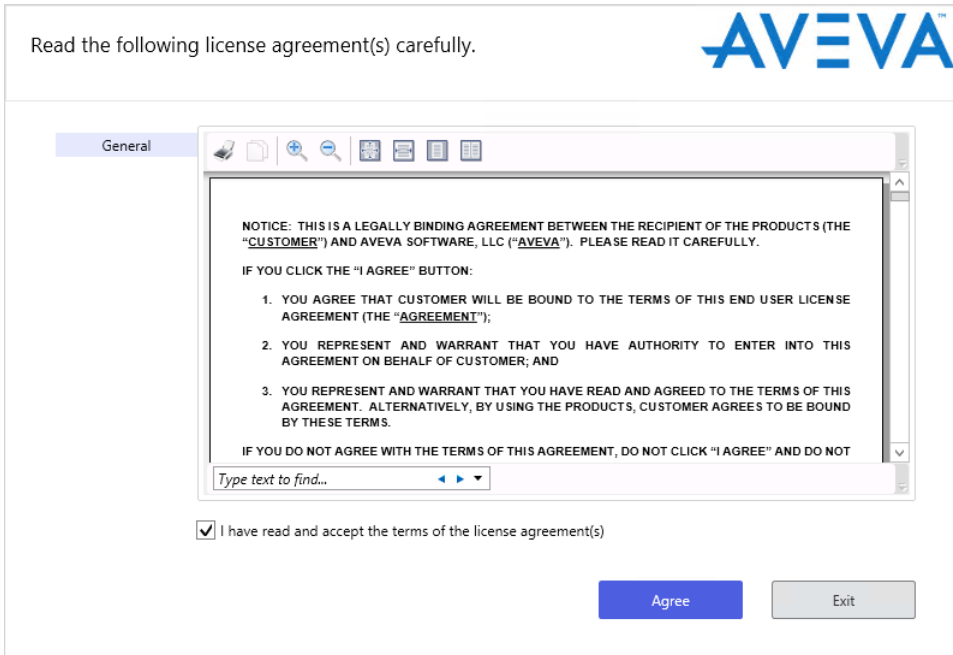 Read the following license agreement(s) carefully.
AVEVA™
General
NOTICE: THIS IS A LEGALLY BINDING AGREEMENT BETWEEN THE RECIPIENT OF THE PRODUCTS (THE
“CUSTOMER”) AND AVEVA SOFTWARE, LLC (“AVEVA”). PLEASE READ IT CAREFULLY.
IF YOU CLICK THE “I AGREE” BUTTON:
1. YOU AGREE THAT CUSTOMER WILL BE BOUND TO THE TERMS OF THIS END USER LICENSE
AGREEMENT (THE “AGREEMENT”);
2. YOU REPRESENT AND WARRANT THAT YOU HAVE AUTHORITY TO ENTER INTO THIS
AGREEMENT ON BEHALF OF CUSTOMER; AND
3. YOU REPRESENT AND WARRANT THAT YOU HAVE READ AND AGREED TO THE TERMS OF THIS
AGREEMENT. ALTERNATIVELY, BY USING THE PRODUCTS, CUSTOMER AGREES TO BE BOUND
BY THESE TERMS.
IF YOU DO NOT AGREE WITH THE TERMS OF THIS AGREEMENT, DO NOT CLICK “I AGREE” AND DO NOT
Type text to find...
I have read and accept the terms of the license agreement(s)
Agree
Exit